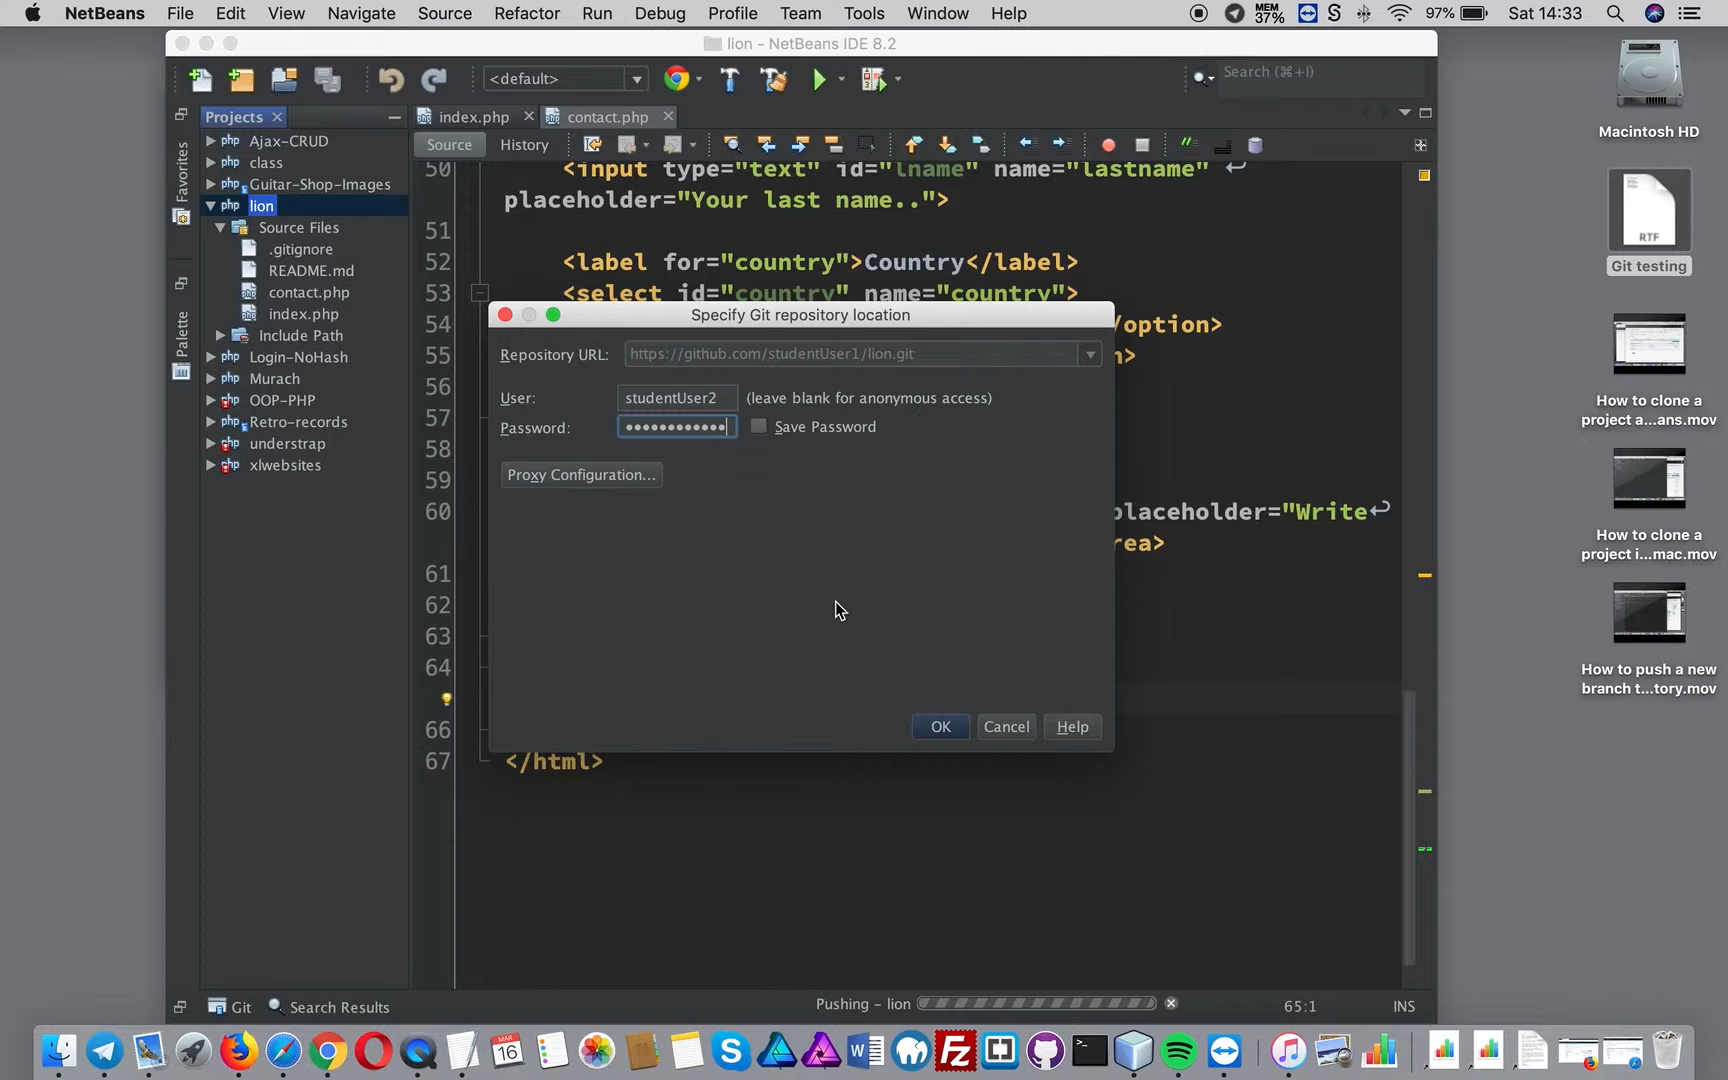 NetBeans File Edit View Navigate Source Refactor Run Debug Profile Team Tools Window Help MEM 37% 97% Sat 14:33
lion - NetBeans IDE 8.2
<default>
Search (⌘+I)
Macintosh HD
Projects
index.php
contact.php
Source
History
Favorites
Palette
Ajax-CRUD
class
Guitar-Shop-Images
lion
Source Files
.gitignore
README.md
contact.php
index.php
Include Path
Login-NoHash
Murach
OOP-PHP
Retro-records
understrap
xlwebsites
50 <input type="text" id="lname" name="lastname"
placeholder="Your last name..">
51
52 <label for="country">Country</label>
53 <select id="country" name="country">
54 /option>
55 n>
56
57
58
59
60 placeholder="Write
rea>
61
62
63
64
66
67 </html>
Specify Git repository location
Repository URL: https://github.com/studentUser1/lion.git
User: studentUser2 (leave blank for anonymous access)
Password: •••••••••••• Save Password
Proxy Configuration...
OK
Cancel
Help
RTF
Git testing
How to clone a
project a...ans.mov
How to clone a
project i...mac.mov
How to push a new
branch t...tory.mov
Git
Search Results
Pushing - lion
65:1
INS
MAR
16
W
Fz
>_